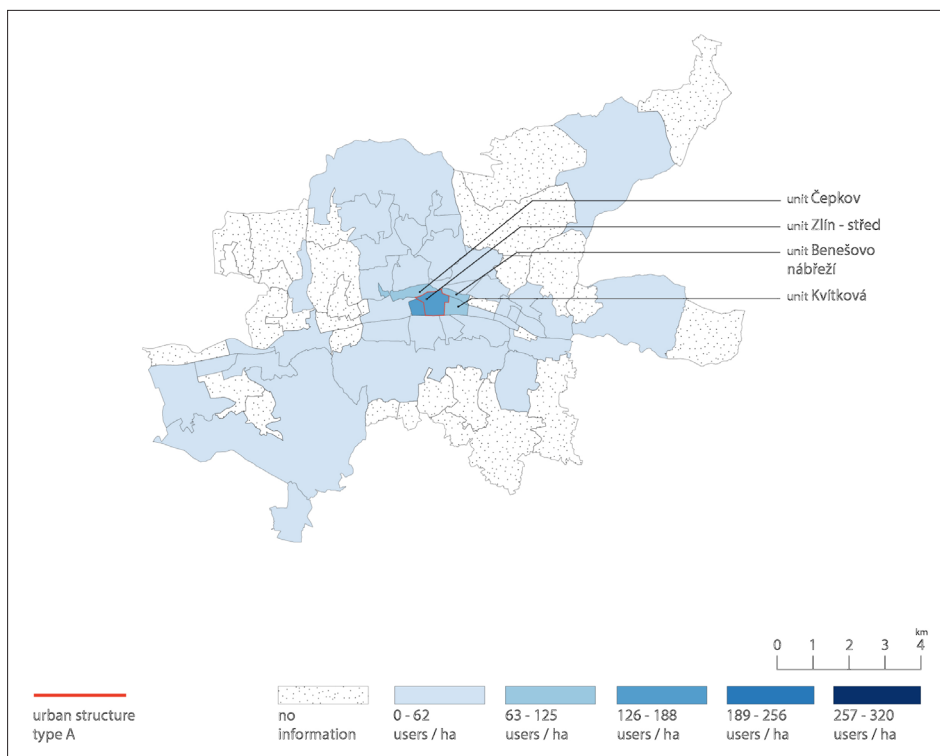 unit Čepkov
unit Zlín - střed
unit Benešovo
nábřeží
unit Kvítková
km
0 1 2 3 4
urban structure
type A
no
information
0 - 62
users / ha
63 - 125
users / ha
126 - 188
users / ha
189 - 256
users / ha
257 - 320
users / ha